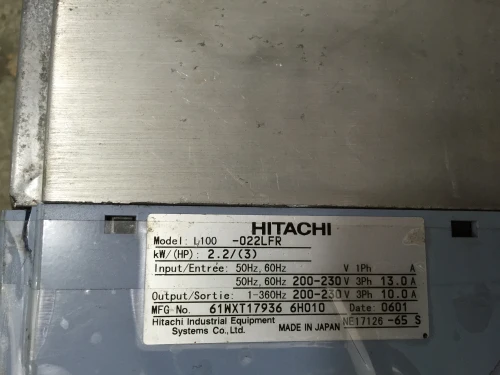 HITACHI
Model: L100 -022LFR
kW/(HP): 2.2/(3)
Input/Entrée: 50Hz, 60Hz V 1Ph A
50Hz, 60Hz 200-230 V 3Ph 13.0 A
Output/Sortie: 1-360Hz 200-230 V 3Ph 10.0 A
MFG No. 61WXT17936 6H010 Date: 0601
Hitachi Industrial Equipment
Systems Co., Ltd. MADE IN JAPAN NE17126 -65 S